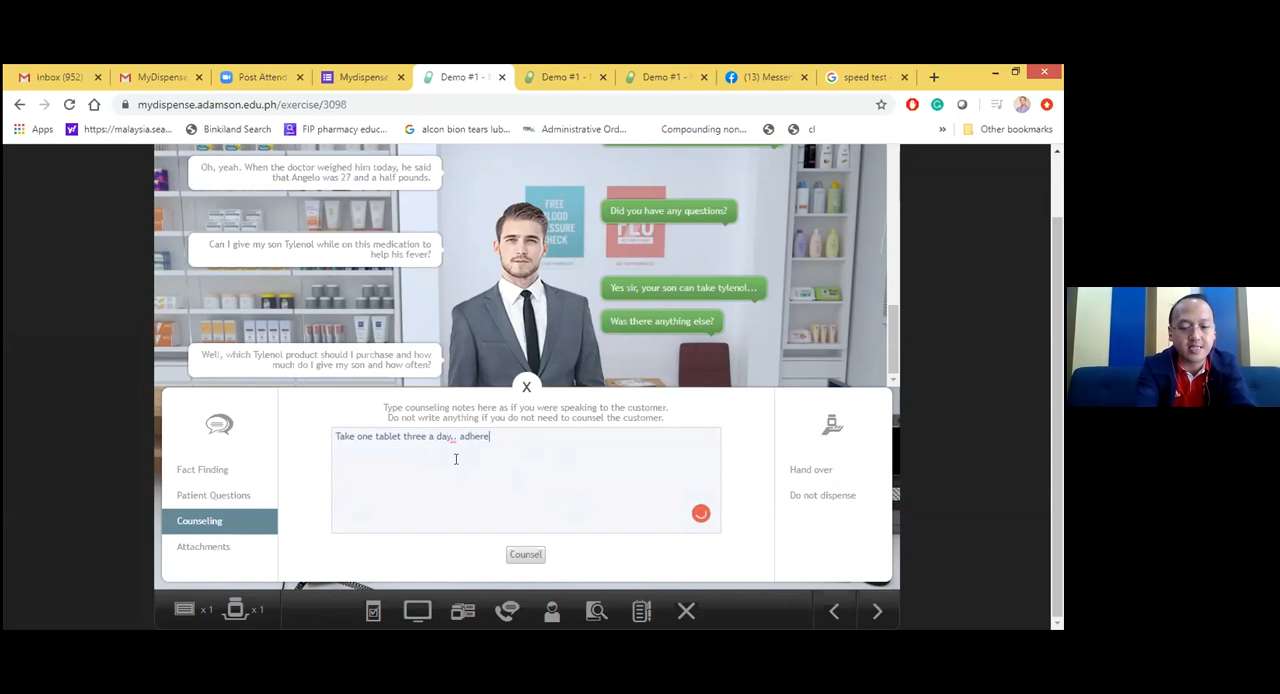 Inbox (952)
MyDispense
Post Attend
Mydispense
Demo #1 -
Demo #1 -
Demo #1 -
(13) Messen
speed test -
mydispense.adamson.edu.ph/exercise/3098
Apps
https://malaysia.sea...
Binkiland Search
FIP pharmacy educ...
alcon bion tears lub...
Administrative Ord...
Compounding non...
cl
Other bookmarks
Oh, yeah. When the doctor weighed him today, he said
that Angelo was 27 and a half pounds.
FREE
BLOOD
PRESSURE
CHECK
FLU
Did you have any questions?
Can I give my son Tylenol while on this medication to
help his fever?
Yes sir, your son can take tylenol...
Was there anything else?
Well, which Tylenol product should I purchase and how
much do I give my son and how often?
X
Type counseling notes here as if you were speaking to the customer.
Do not write anything if you do not need to counsel the customer.
Take one tablet three a day.. adhere
Fact Finding
Patient Questions
Counseling
Attachments
Hand over
Do not dispense
Counsel
x 1
x 1